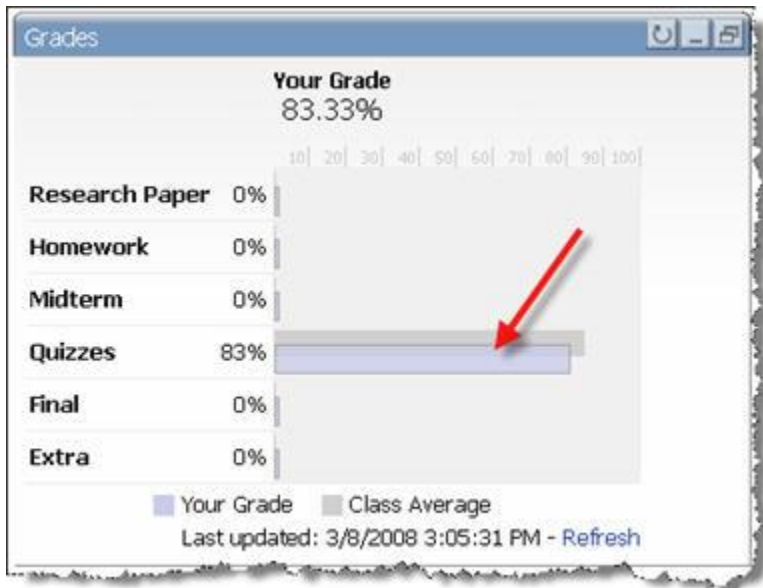 Grades
Your Grade
83.33%
10| 20| 30| 40| 50| 60| 70| 80| 90| 100|
Research Paper 0%
Homework 0%
Midterm 0%
Quizzes 83%
Final 0%
Extra 0%
Your Grade Class Average
Last updated: 3/8/2008 3:05:31 PM - Refresh